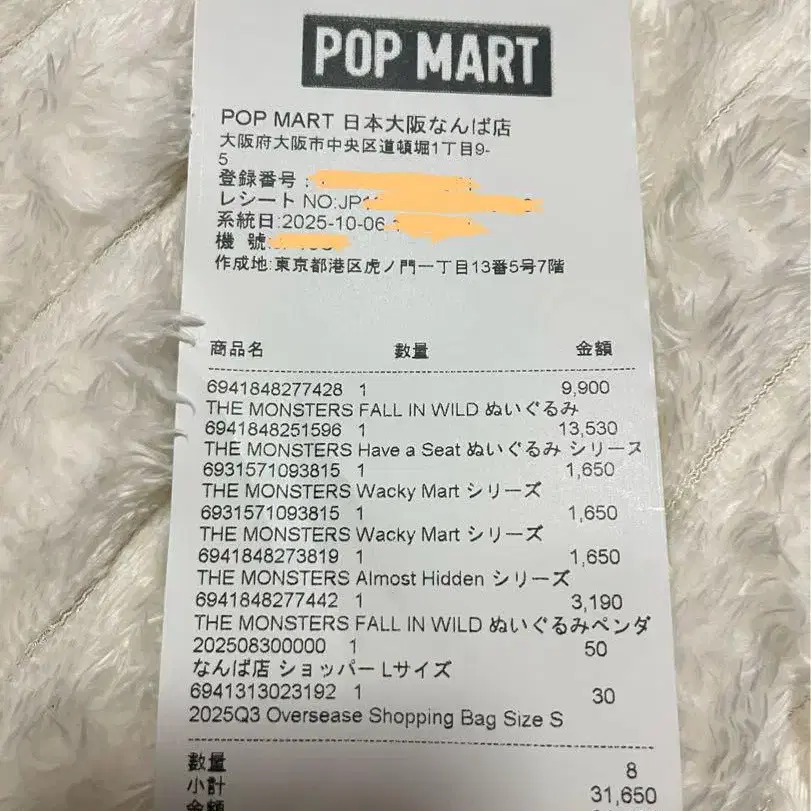 POP MART
POP MART 日本大阪なんば店
大阪府大阪市中央区道頓堀1丁目9-
5
登録番号:
レシート NO:JP
系統日:2025-10-06
機 號:
作成地:東京都港区虎ノ門一丁目13番5号7階
商品名 數量 金額
6941848277428 1 9,900
THE MONSTERS FALL IN WILD ぬいぐるみ
6941848251596 1 13,530
THE MONSTERS Have a Seat ぬいぐるみ シリーズ
6931571093815 1 1,650
THE MONSTERS Wacky Mart シリーズ
6931571093815 1 1,650
THE MONSTERS Wacky Mart シリーズ
6941848273819 1 1,650
THE MONSTERS Almost Hidden シリーズ
6941848277442 1 3,190
THE MONSTERS FALL IN WILD ぬいぐるみペンダ
202508300000 1 50
なんば店 ショッパー Lサイズ
6941313023192 1 30
2025Q3 Oversease Shopping Bag Size S
數量 8
小計 31,650